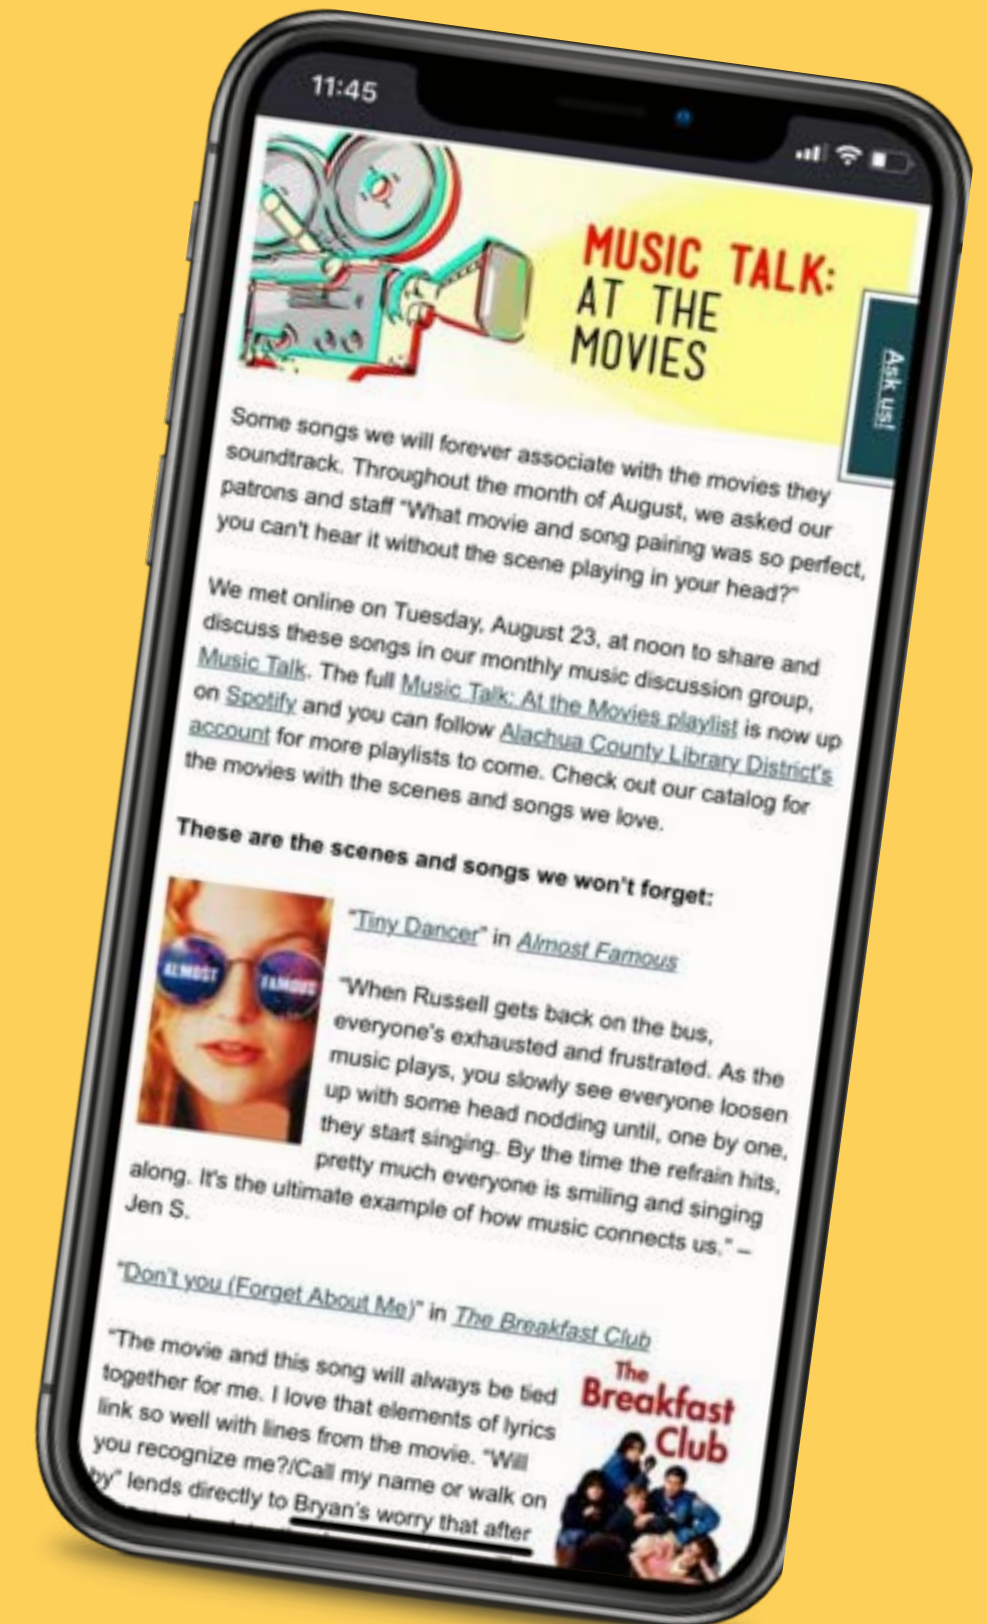 11:45
MUSIC TALK:
AT THE
MOVIES
Ask us!
Some songs we will forever associate with the movies they
soundtrack. Throughout the month of August, we asked our
patrons and staff “What movie and song pairing was so perfect,
you can't hear it without the scene playing in your head?”
We met online on Tuesday, August 23, at noon to share and
discuss these songs in our monthly music discussion group,
Music Talk. The full Music Talk: At the Movies playlist is now up
on Spotify and you can follow Alachua County Library District's
account for more playlists to come. Check out our catalog for
the movies with the scenes and songs we love.
These are the scenes and songs we won't forget:
ALMOST FAMOUS
“Tiny Dancer” in Almost Famous
“When Russell gets back on the bus,
everyone's exhausted and frustrated. As the
music plays, you slowly see everyone loosen
up with some head nodding until, one by one,
they start singing. By the time the refrain hits,
pretty much everyone is smiling and singing
along. It's the ultimate example of how music connects us.” –
Jen S.
“Don't you (Forget About Me)” in The Breakfast Club
“The movie and this song will always be tied
together for me. I love that elements of lyrics
link so well with lines from the movie. “Will
you recognize me?/Call my name or walk on
by” lends directly to Bryan's worry that after
The
Breakfast
Club